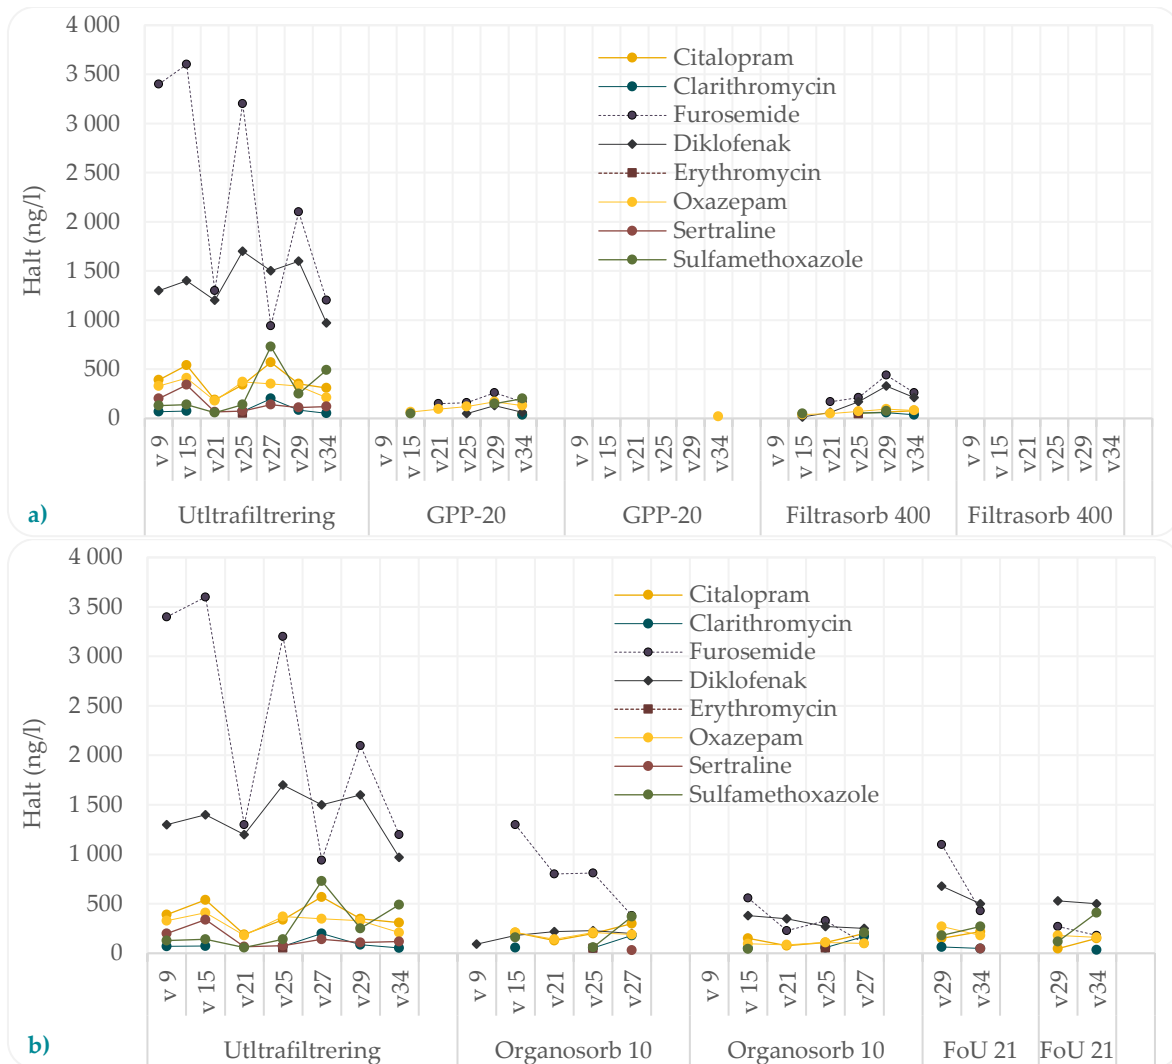 4 000
3 500
3 000
2 500
2 000
1 500
1 000
500
0
Halt (ng/l)
Citalopram
Clarithromycin
Furosemide
Diklofenak
Erythromycin
Oxazepam
Sertraline
Sulfamethoxazole
v 9 v 15 v21 v25 v27 v29 v34 v 9 v 15 v21 v25 v29 v34 v 9 v 15 v21 v25 v29 v34 v 9 v 15 v21 v25 v29 v34 v 9 v 15 v21 v25 v29 v34
a) Utltrafiltrering GPP-20 GPP-20 Filtrasorb 400 Filtrasorb 400
4 000
3 500
3 000
2 500
2 000
1 500
1 000
500
0
Halt (ng/l)
Citalopram
Clarithromycin
Furosemide
Diklofenak
Erythromycin
Oxazepam
Sertraline
Sulfamethoxazole
v 9 v 15 v21 v25 v27 v29 v34 v 9 v 15 v21 v25 v27 v 9 v 15 v21 v25 v27 v29 v34 v29 v34
b) Utltrafiltrering Organosorb 10 Organosorb 10 FoU 21 FoU 21